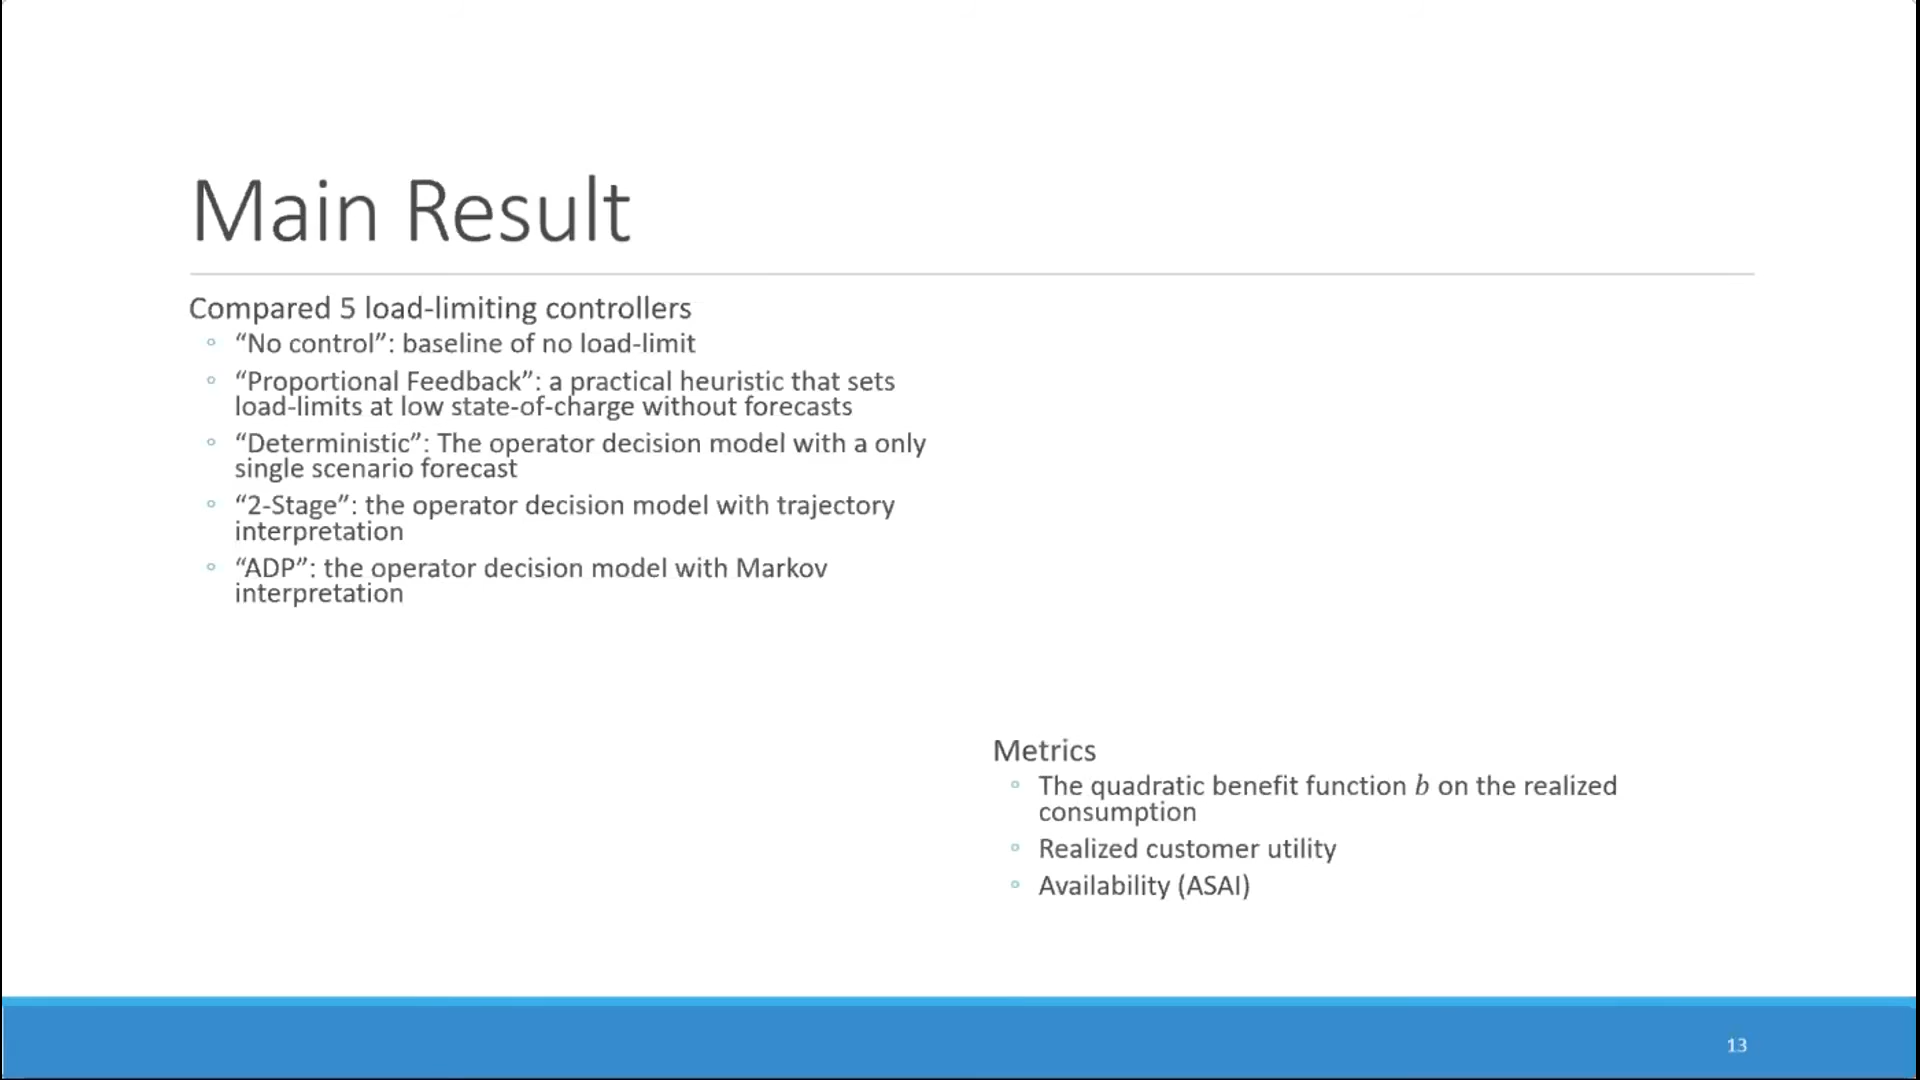 Main Result
Compared 5 load-limiting controllers
“No control”: baseline of no load-limit
“Proportional Feedback”: a practical heuristic that sets
load-limits at low state-of-charge without forecasts
“Deterministic”: The operator decision model with a only
single scenario forecast
“2-Stage”: the operator decision model with trajectory
interpretation
“ADP”: the operator decision model with Markov
interpretation
Metrics
The quadratic benefit function b on the realized
consumption
Realized customer utility
Availability (ASAI)
13